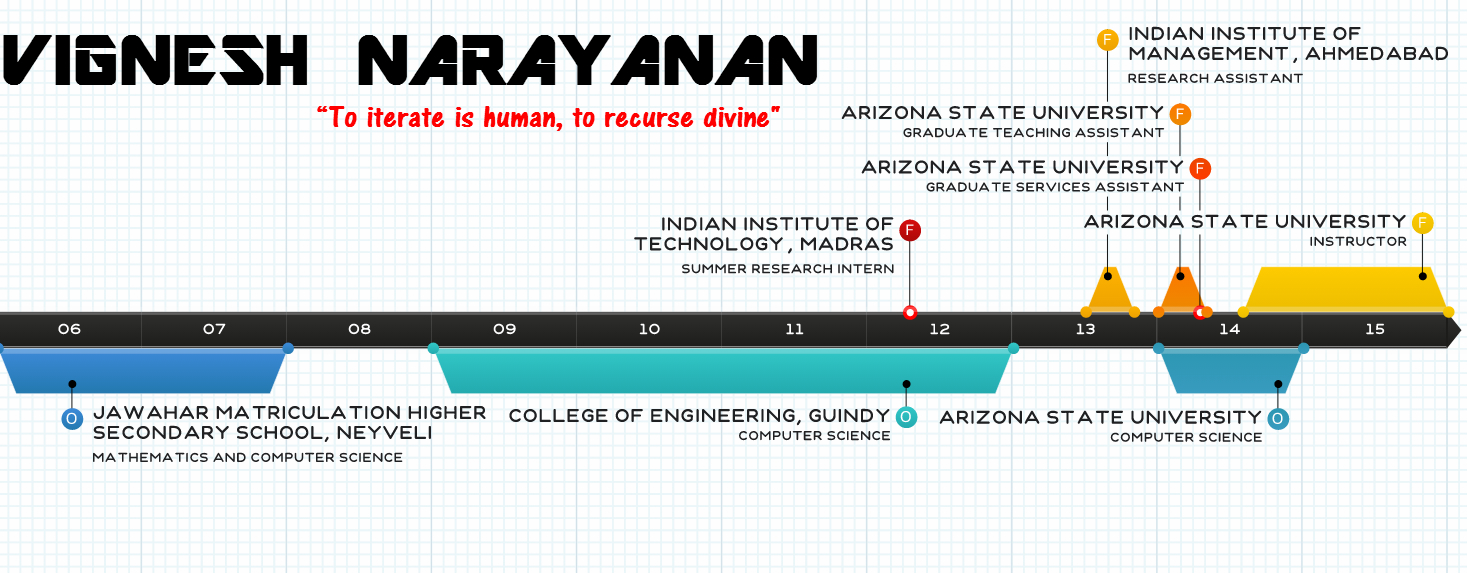 VIGNESH NARAYANAN
“To iterate is human, to recurse divine”
F
INDIAN INSTITUTE OF
MANAGEMENT, AHMEDABAD
RESEARCH ASSISTANT
ARIZONA STATE UNIVERSITY F
GRADUATE TEACHING ASSISTANT
ARIZONA STATE UNIVERSITY F
GRADUATE SERVICES ASSISTANT
INDIAN INSTITUTE OF
TECHNOLOGY, MADRAS
F
SUMMER RESEARCH INTERN
ARIZONA STATE UNIVERSITY F
INSTRUCTOR
06 07 08 09 10 11 12 13 14 15
O
JAWAHAR MATRICULATION HIGHER
SECONDARY SCHOOL, NEYVELI
MATHEMATICS AND COMPUTER SCIENCE
COLLEGE OF ENGINEERING, GUINDY O
COMPUTER SCIENCE
ARIZONA STATE UNIVERSITY O
COMPUTER SCIENCE